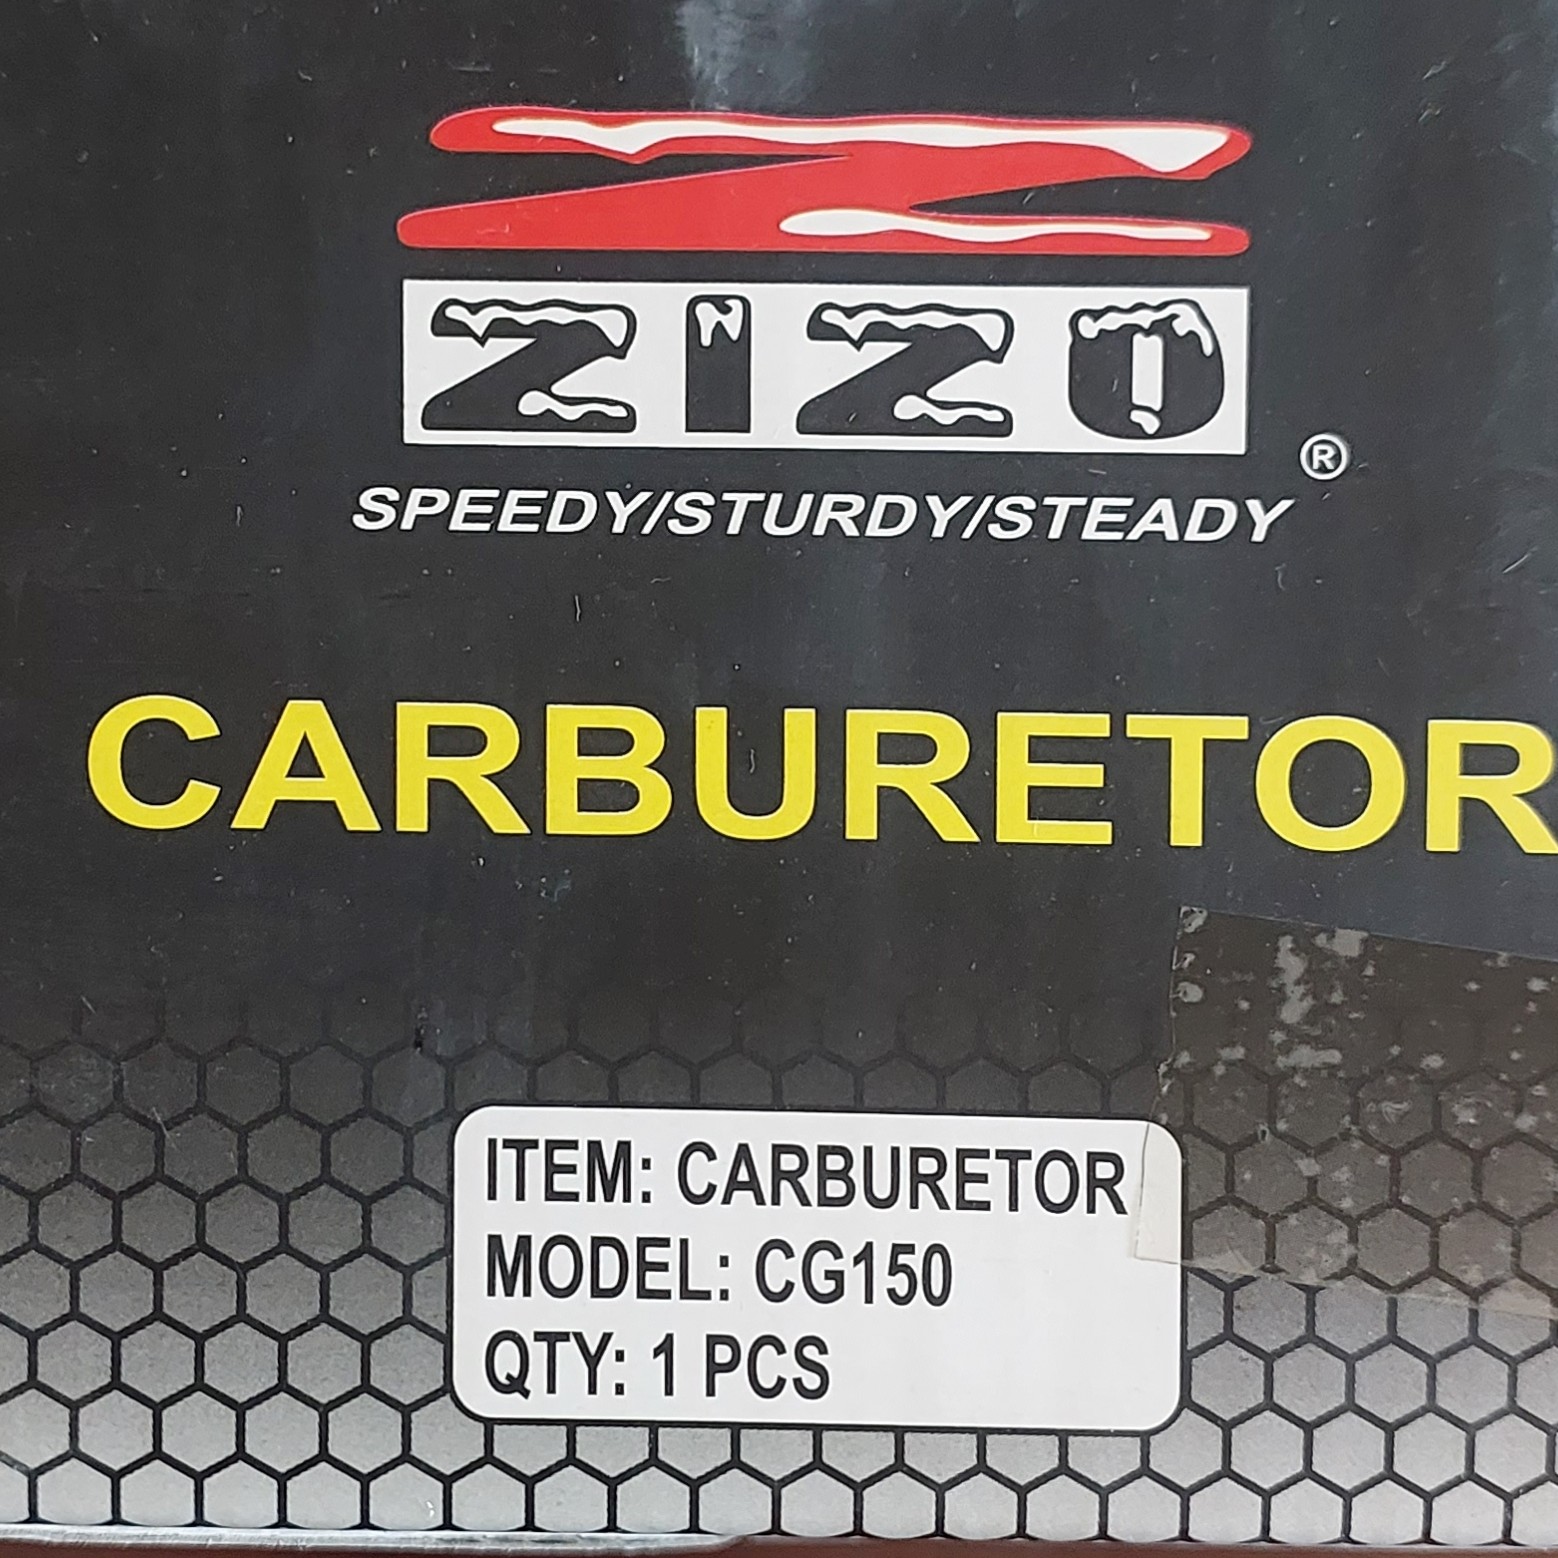 ZIZO
®
SPEEDY/STURDY/STEADY
CARBURETOR
ITEM: CARBURETOR
MODEL: CG150
QTY: 1 PCS